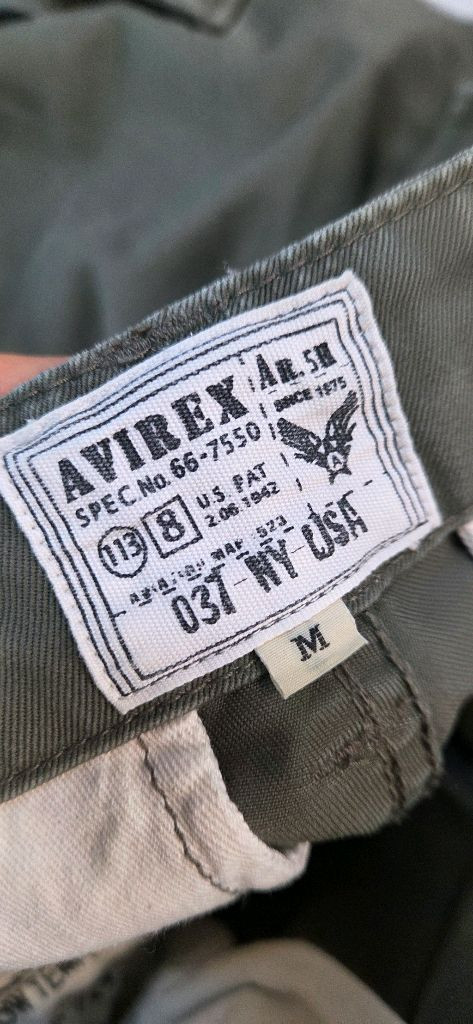 AVIREX
SPEC.No. 66-7550
113
8
U.S. PAT
2.06.1942
037 NY USA
AR.SH
SINCE 1975
M